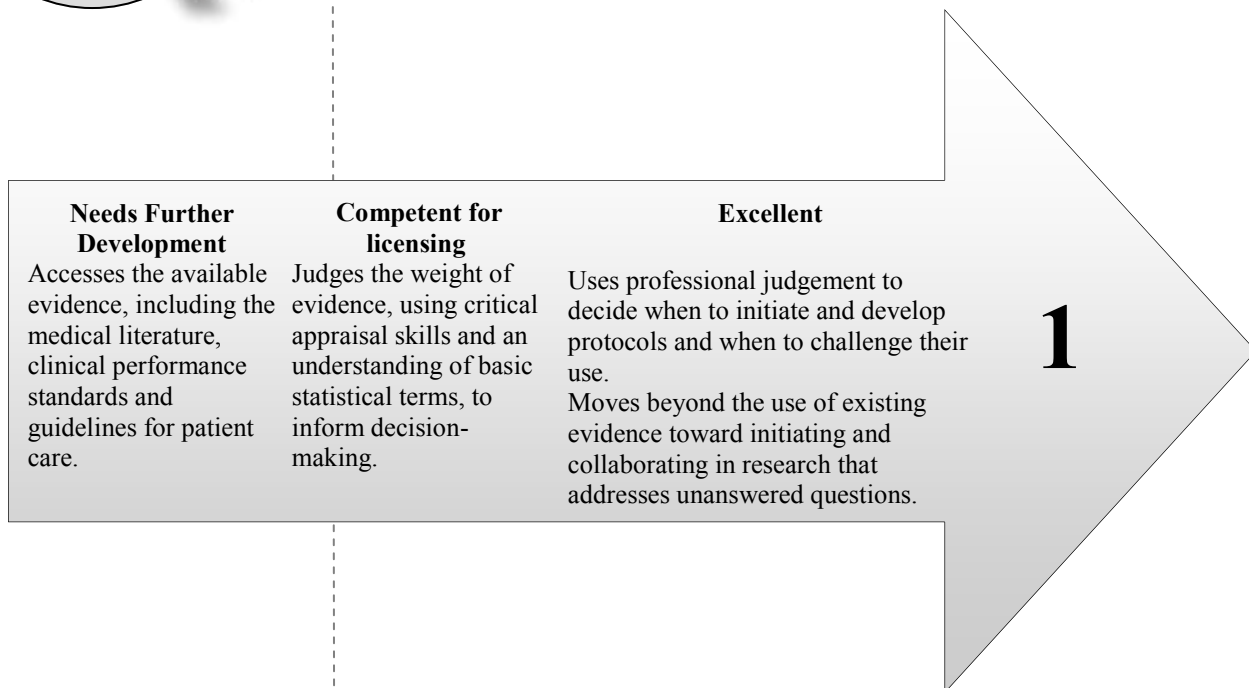 Needs Further
Development
Accesses the available
evidence, including the
medical literature,
clinical performance
standards and
guidelines for patient
care.
Competent for
licensing
Judges the weight of
evidence, using critical
appraisal skills and an
understanding of basic
statistical terms, to
inform decision-
making.
Excellent
Uses professional judgement to
decide when to initiate and develop
protocols and when to challenge their
use.
Moves beyond the use of existing
evidence toward initiating and
collaborating in research that
addresses unanswered questions.
1